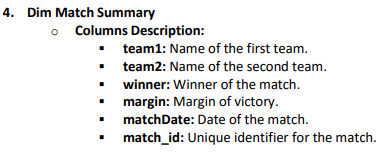 4. Dim Match Summary
o Columns Description:
▪ team1: Name of the first team.
▪ team2: Name of the second team.
▪ winner: Winner of the match.
▪ margin: Margin of victory.
▪ matchDate: Date of the match.
▪ match_id: Unique identifier for the match.